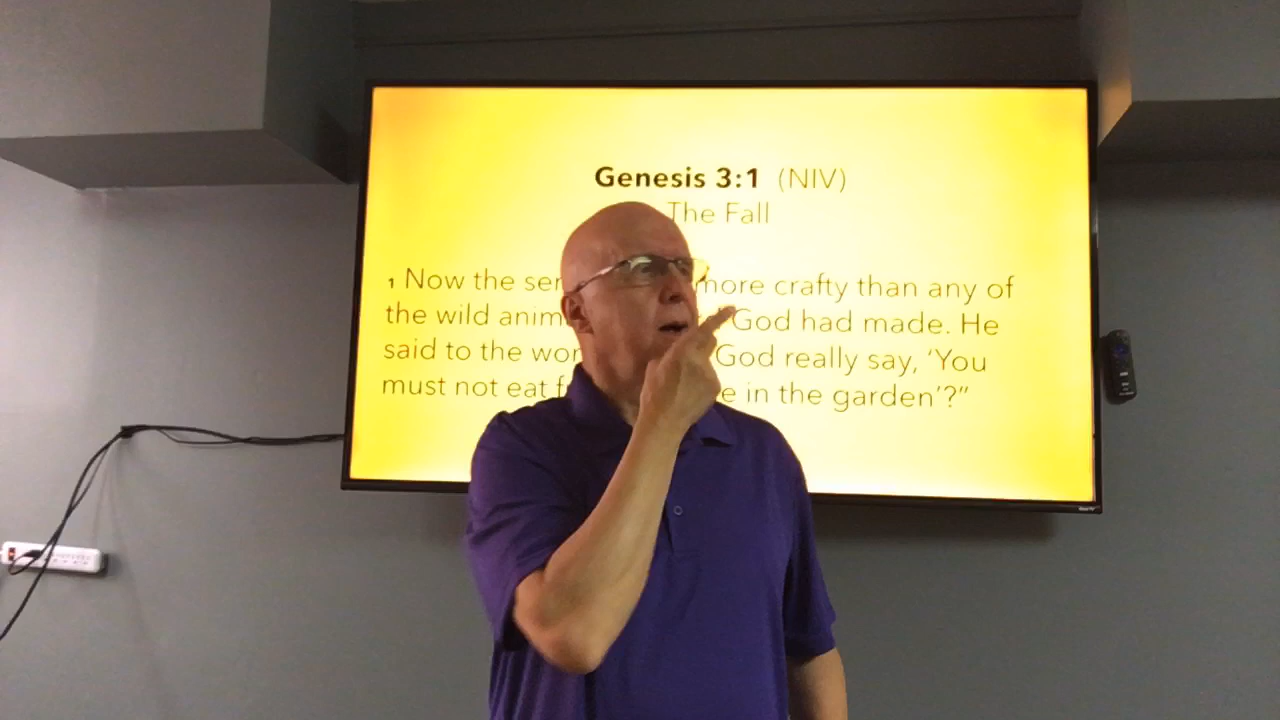 Genesis 3:1 (NIV)
The Fall
1 Now the ser more crafty than any of
the wild anim God had made. He
said to the wo God really say, ‘You
must not eat f e in the garden’?”